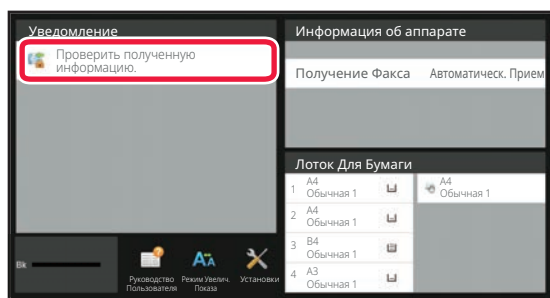 Уведомление
Проверить полученную
информацию.
Информация об аппарате
Получение Факса Автоматическ. Прием
Лоток Для Бумаги
1 A4
Обычная 1
2 A4
Обычная 1
3 B4
Обычная 1
4 A3
Обычная 1
A4
Обычная 1
Bk
Руководство
Пользователя
Режим Увелич.
Показа
Установки